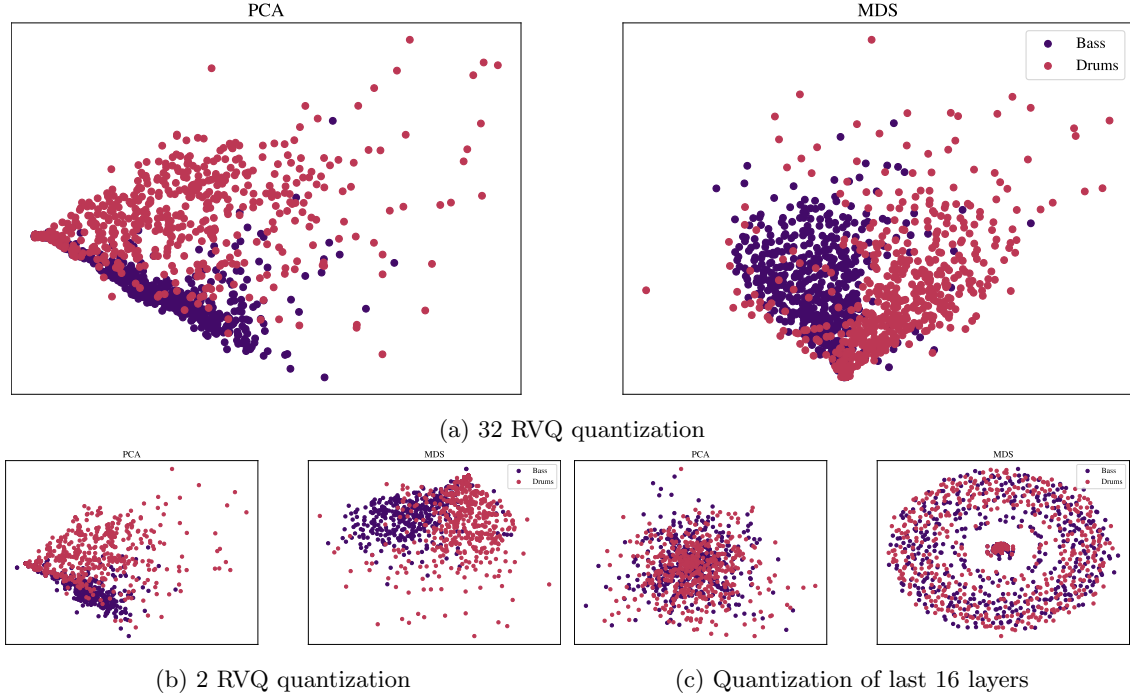 PCA
MDS
Bass
Drums
(a) 32 RVQ quantization
PCA
MDS
Bass
Drums
PCA
MDS
Bass
Drums
(b) 2 RVQ quantization
(c) Quantization of last 16 layers